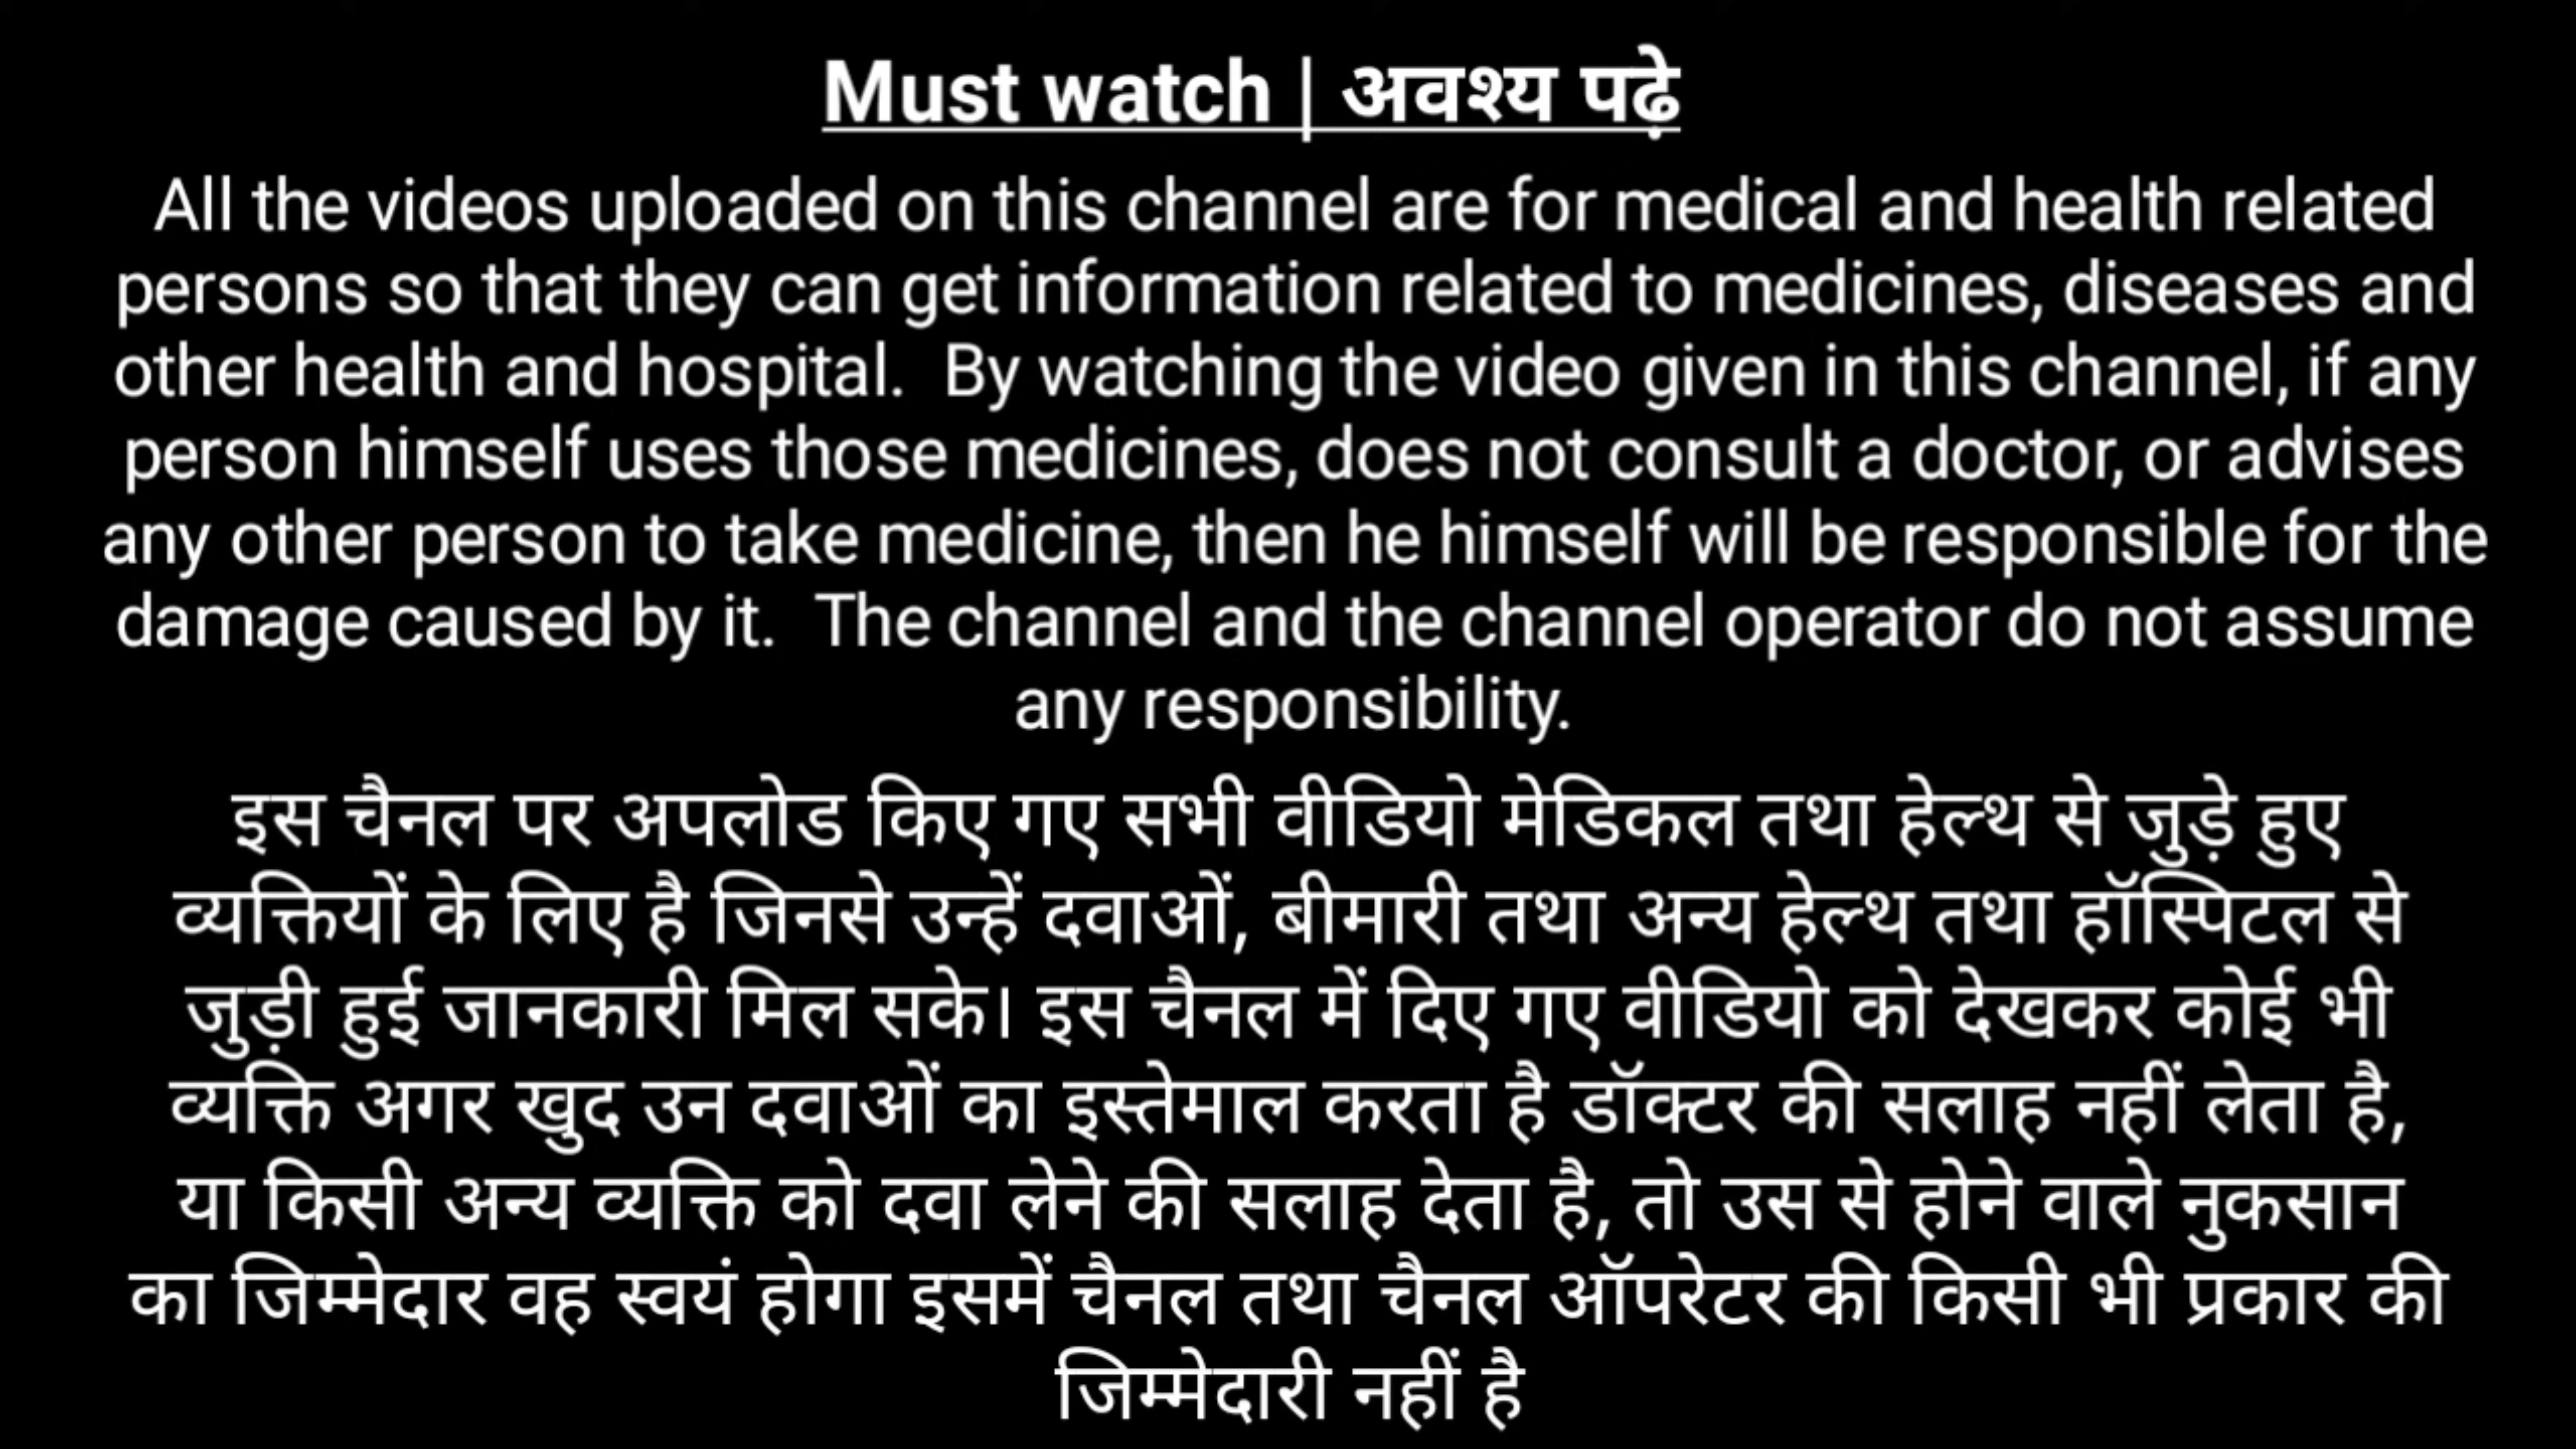 Must watch | अवश्य पढ़े
All the videos uploaded on this channel are for medical and health related
persons so that they can get information related to medicines, diseases and
other health and hospital.  By watching the video given in this channel, if any
person himself uses those medicines, does not consult a doctor, or advises
any other person to take medicine, then he himself will be responsible for the
damage caused by it.  The channel and the channel operator do not assume
any responsibility.
इस चैनल पर अपलोड किए गए सभी वीडियो मेडिकल तथा हेल्थ से जुड़े हुए
व्यक्तियों के लिए है जिनसे उन्हें दवाओं, बीमारी तथा अन्य हेल्थ तथा हॉस्पिटल से
जुड़ी हुई जानकारी मिल सके। इस चैनल में दिए गए वीडियो को देखकर कोई भी
व्यक्ति अगर खुद उन दवाओं का इस्तेमाल करता है डॉक्टर की सलाह नहीं लेता है,
या किसी अन्य व्यक्ति को दवा लेने की सलाह देता है, तो उस से होने वाले नुकसान
का जिम्मेदार वह स्वयं होगा इसमें चैनल तथा चैनल ऑपरेटर की किसी भी प्रकार की
जिम्मेदारी नहीं है